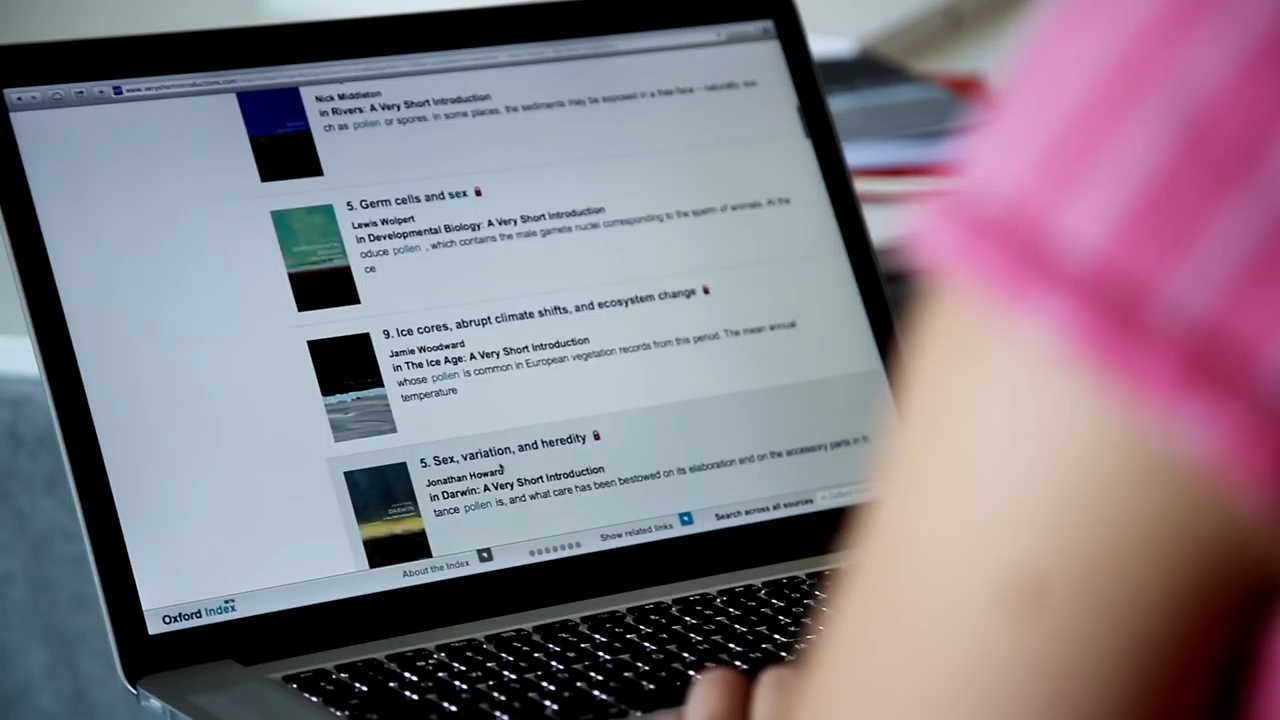 www.veryshortintroductions.com
Nick Middleton
in Rivers: A Very Short Introduction
ch as pollen or spores. In some places, the sediments may be exposed in a free-face – naturally, suc
5. Germ cells and sex
Lewis Wolpert
in Developmental Biology: A Very Short Introduction
oduce pollen , which contains the male gamete nuclei corresponding to the sperm of animals. At the
ce
9. Ice cores, abrupt climate shifts, and ecosystem change
Jamie Woodward
in The Ice Age: A Very Short Introduction
whose pollen is common in European vegetation records from this period. The mean annual
temperature
5. Sex, variation, and heredity
Jonathan Howard
in Darwin: A Very Short Introduction
tance pollen is, and what care has been bestowed on its elaboration and on the accessory parts in
DARWIN
About the Index
Show related links
Search across all sources
Oxford Index